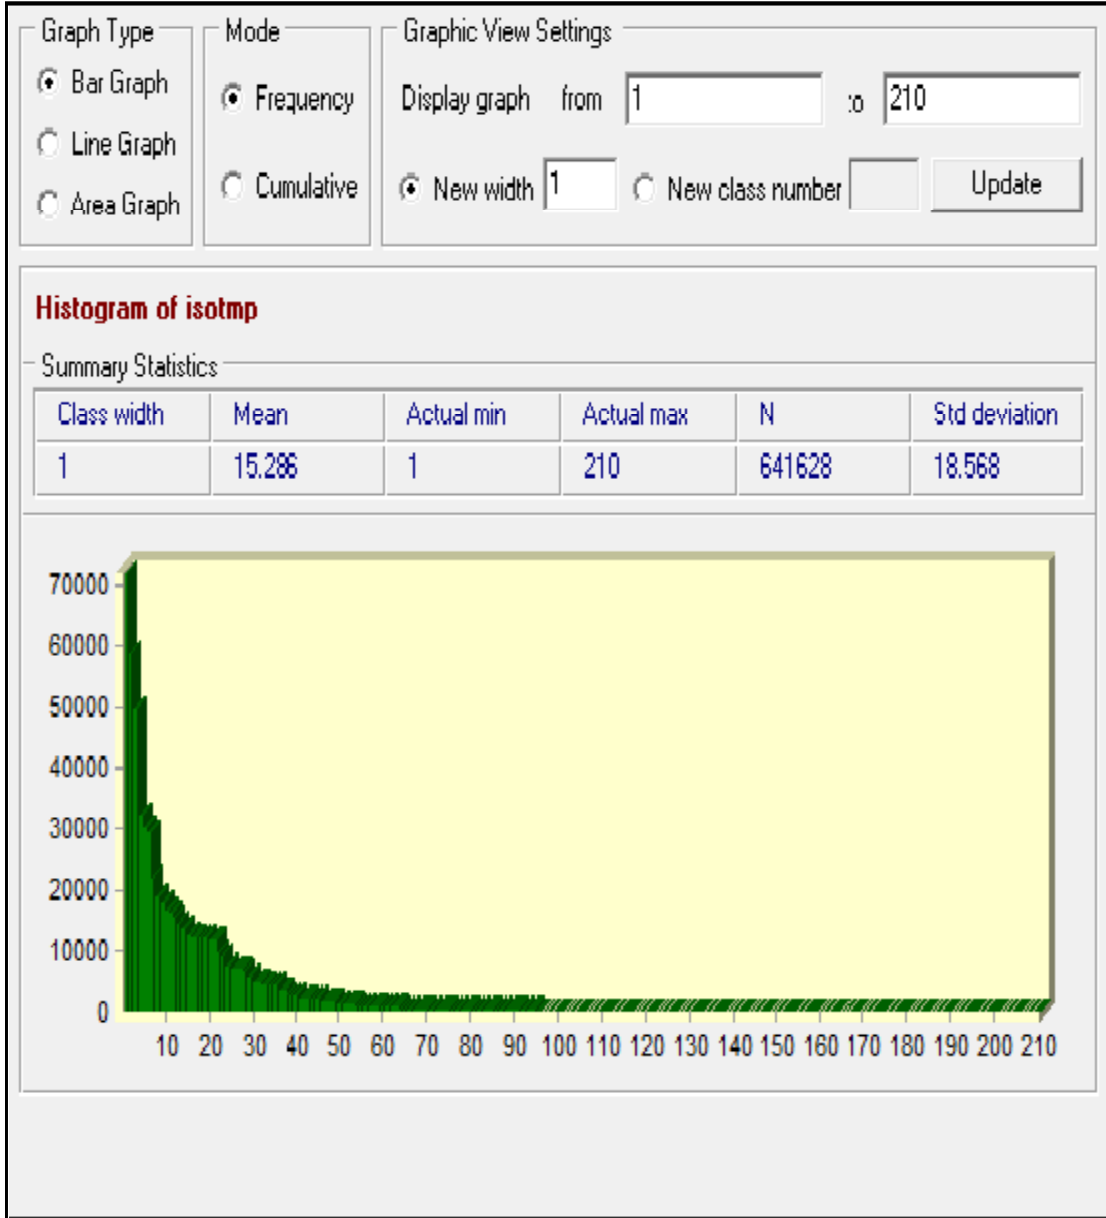 Graph Type
Bar Graph
Line Graph
Area Graph
Mode
Frequency
Cumulative
Graphic View Settings
Display graph from 1 to 210
New width 1 New class number Update
Histogram of isotmp
Summary Statistics
Class width Mean Actual min Actual max N Std deviation
1 15.286 1 210 641628 18.568
70000
60000
50000
40000
30000
20000
10000
0
10 20 30 40 50 60 70 80 90 100 110 120 130 140 150 160 170 180 190 200 210